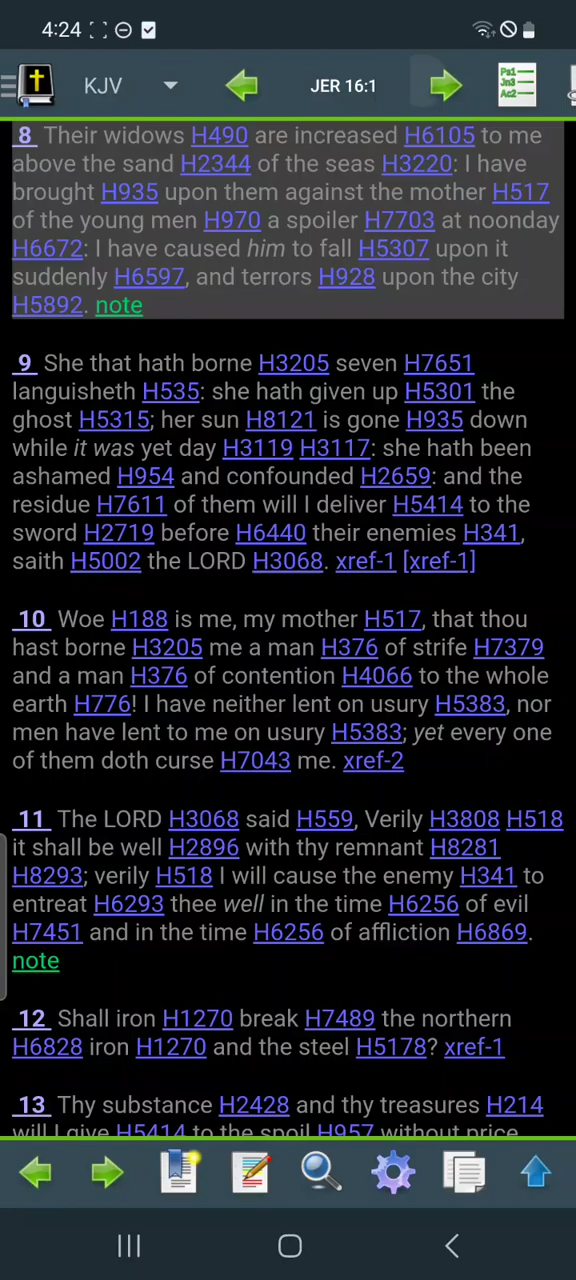 4:24
KJV
JER 16:1
Ps1
Jn3
Ac2
8 Their widows H490 are increased H6105 to me
above the sand H2344 of the seas H3220: I have
brought H935 upon them against the mother H517
of the young men H970 a spoiler H7703 at noonday
H6672: I have caused him to fall H5307 upon it
suddenly H6597, and terrors H928 upon the city
H5892. note
9 She that hath borne H3205 seven H7651
languisheth H535: she hath given up H5301 the
ghost H5315; her sun H8121 is gone H935 down
while it was yet day H3119 H3117: she hath been
ashamed H954 and confounded H2659: and the
residue H7611 of them will I deliver H5414 to the
sword H2719 before H6440 their enemies H341,
saith H5002 the LORD H3068. xref-1 [xref-1]
10 Woe H188 is me, my mother H517, that thou
hast borne H3205 me a man H376 of strife H7379
and a man H376 of contention H4066 to the whole
earth H776! I have neither lent on usury H5383, nor
men have lent to me on usury H5383; yet every one
of them doth curse H7043 me. xref-2
11 The LORD H3068 said H559, Verily H3808 H518
it shall be well H2896 with thy remnant H8281
H8293; verily H518 I will cause the enemy H341 to
entreat H6293 thee well in the time H6256 of evil
H7451 and in the time H6256 of affliction H6869.
note
12 Shall iron H1270 break H7489 the northern
H6828 iron H1270 and the steel H5178? xref-1
13 Thy substance H2428 and thy treasures H214
will I give H5414 to the spoil H957 without price